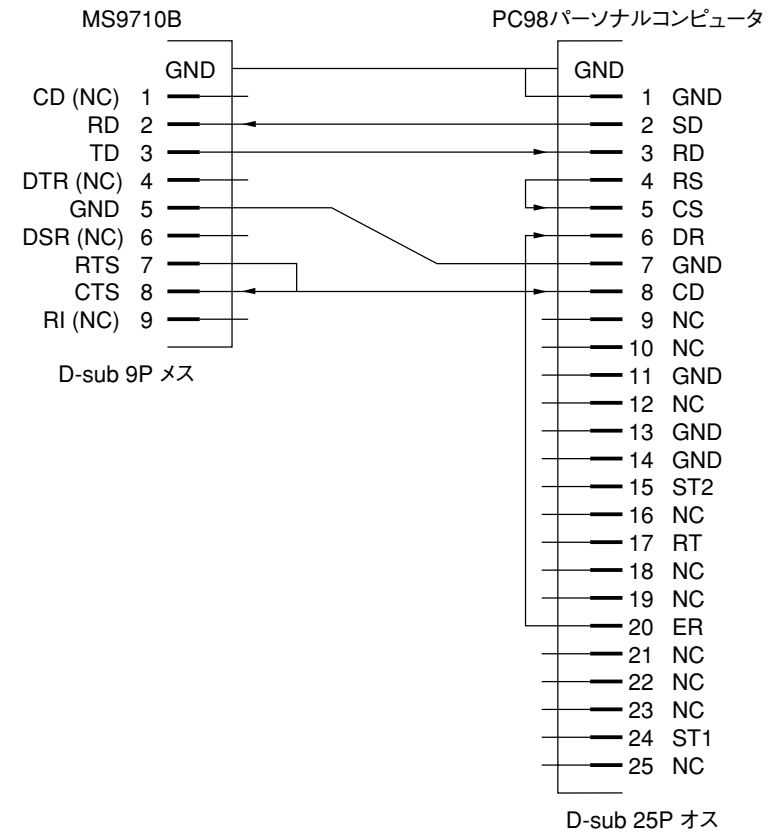 MS9710B
PC98パーソナルコンピュータ
GND
GND
CD (NC) 1
RD 2
TD 3
DTR (NC) 4
GND 5
DSR (NC) 6
RTS 7
CTS 8
RI (NC) 9
D-sub 9P メス
1 GND
2 SD
3 RD
4 RS
5 CS
6 DR
7 GND
8 CD
9 NC
10 NC
11 GND
12 NC
13 GND
14 GND
15 ST2
16 NC
17 RT
18 NC
19 NC
20 ER
21 NC
22 NC
23 NC
24 ST1
25 NC
D-sub 25P オス